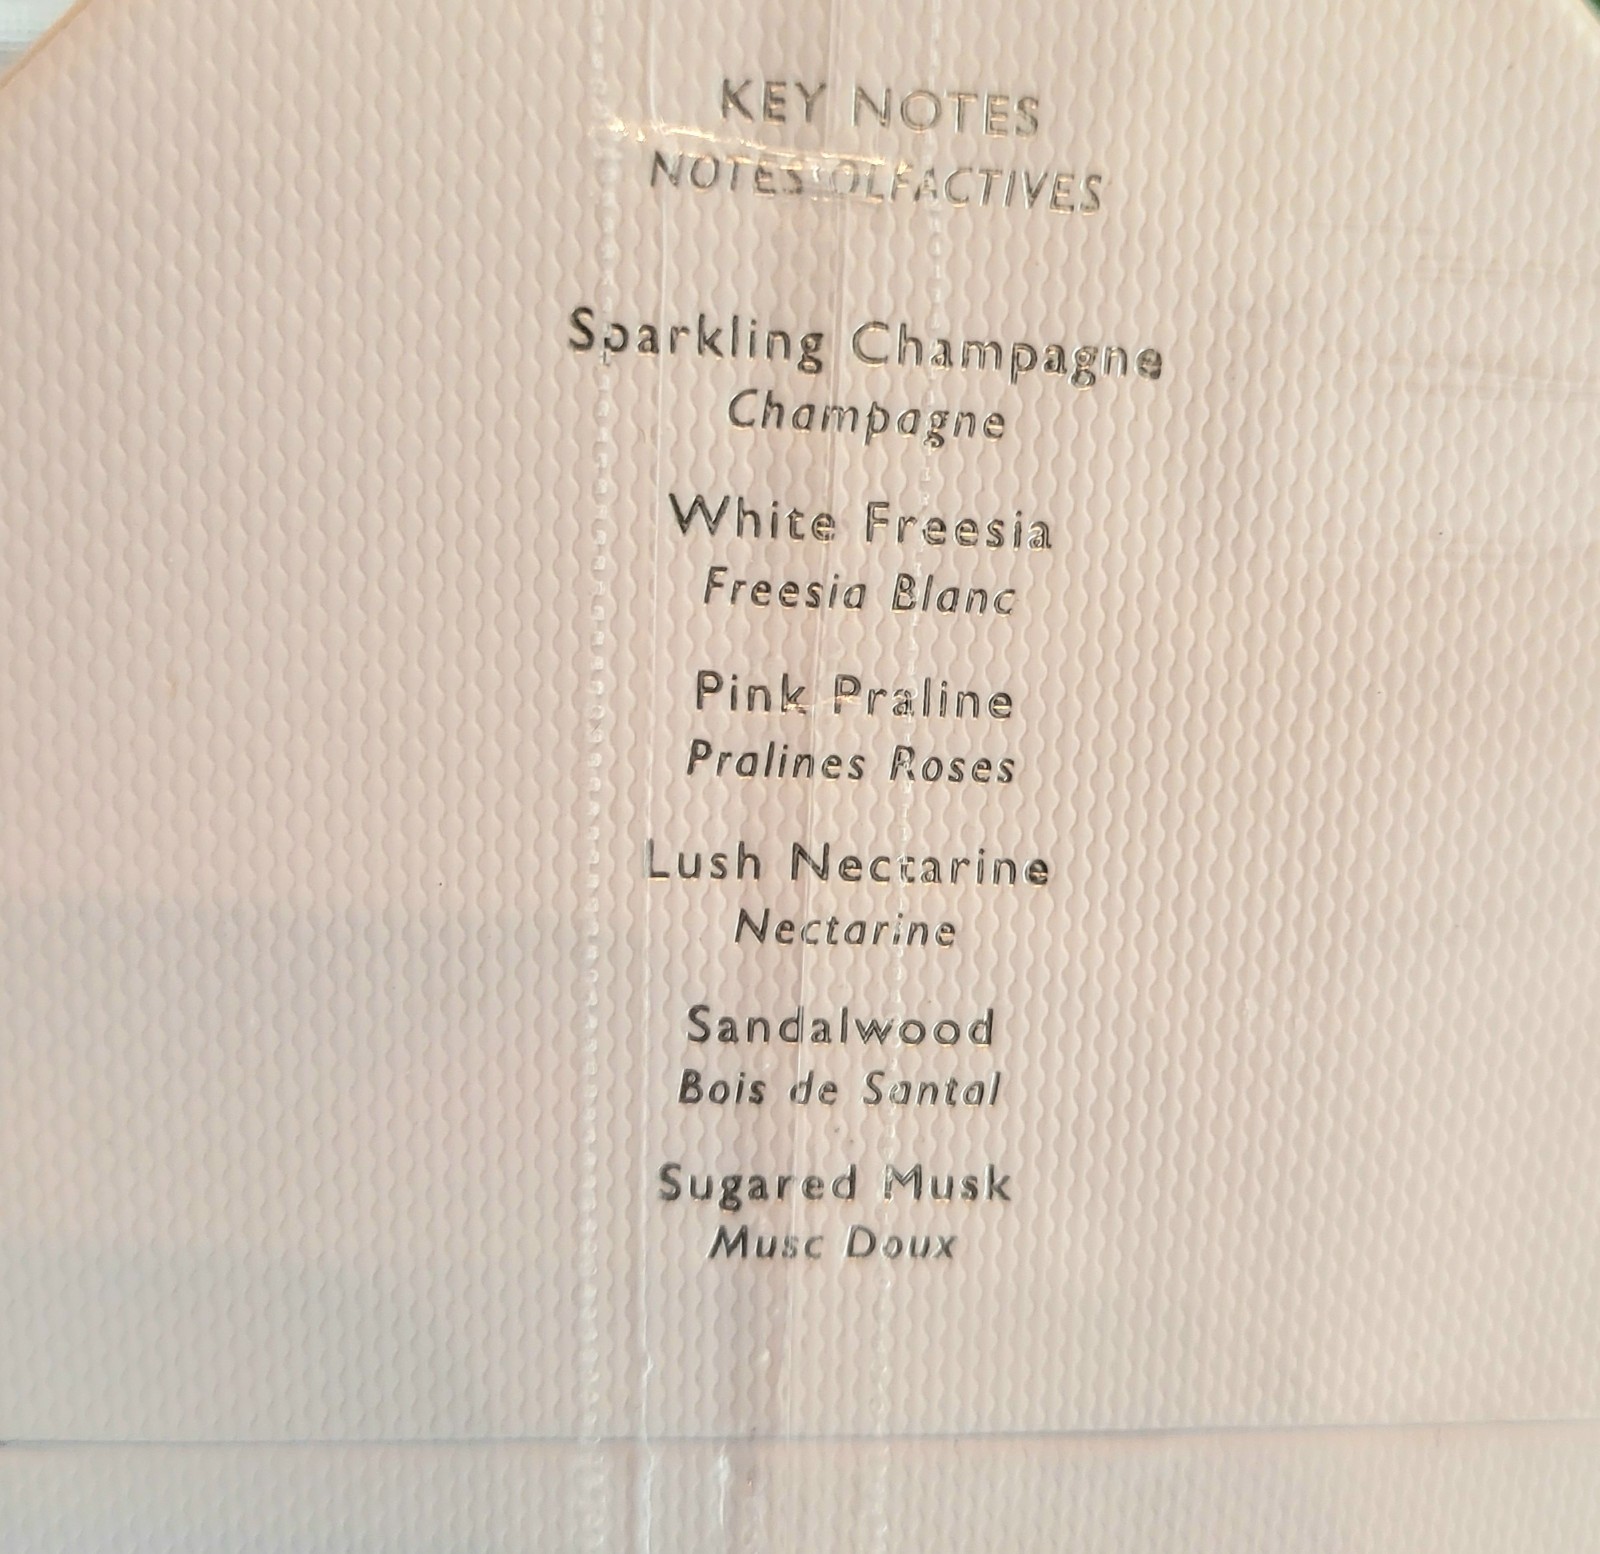 KEY NOTES
NOTES OLFACTIVES
Sparkling Champagne
Champagne
White Freesia
Freesia Blanc
Pink Praline
Pralines Roses
Lush Nectarine
Nectarine
Sandalwood
Bois de Santal
Sugared Musk
Musc Doux